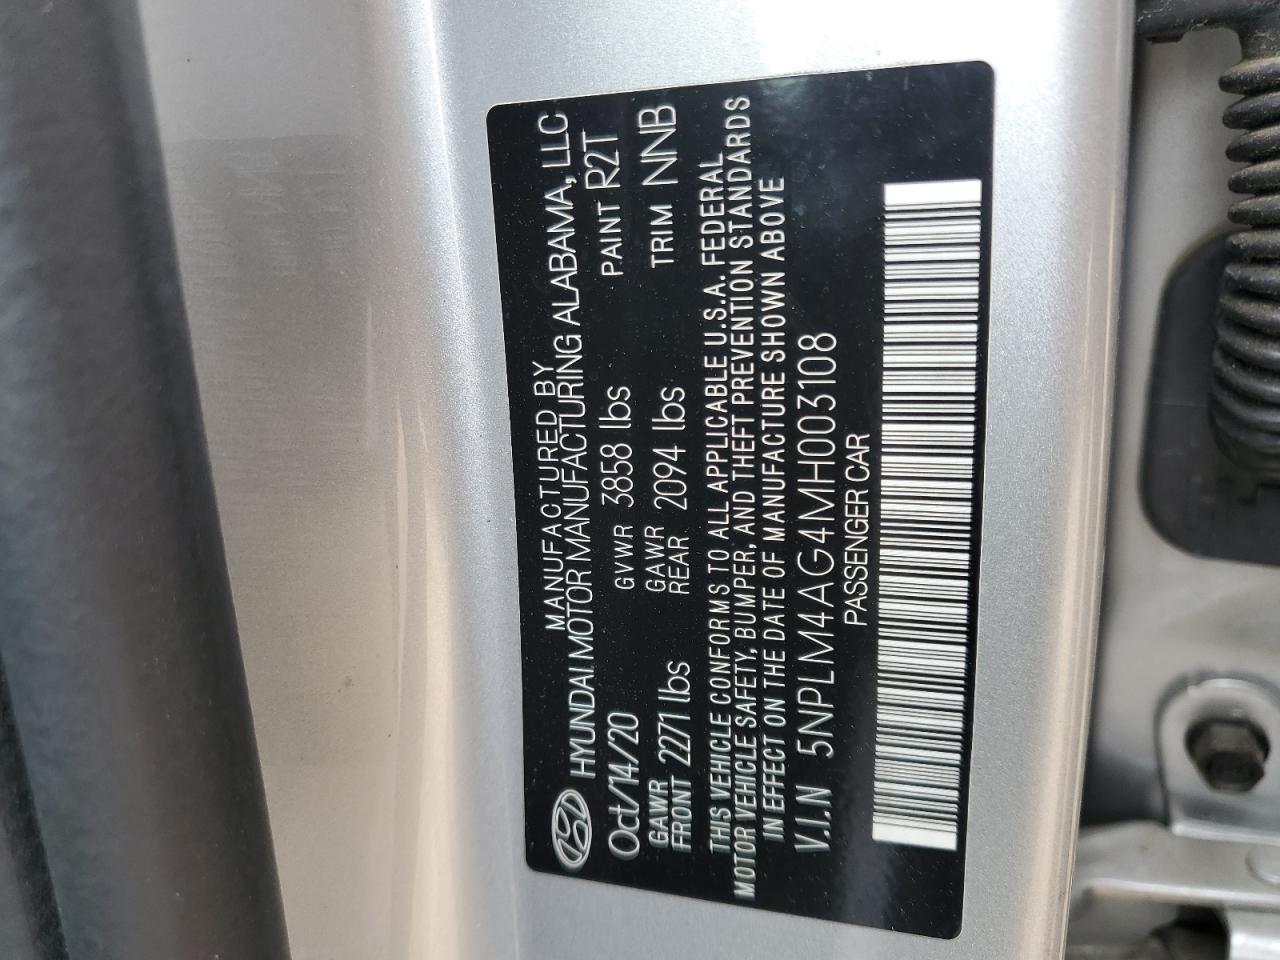 MANUFACTURED BY
HYUNDAI MOTOR MANUFACTURING ALABAMA, LLC
Oct/14/20 GVWR 3858 lbs PAINT R2T
GAWR FRONT 2271 lbs GAWR REAR 2094 lbs TRIM NNB
THIS VEHICLE CONFORMS TO ALL APPLICABLE U.S.A. FEDERAL
MOTOR VEHICLE SAFETY, BUMPER, AND THEFT PREVENTION STANDARDS
IN EFFECT ON THE DATE OF MANUFACTURE SHOWN ABOVE
V.I.N 5NPLM4AG4MH003108
PASSENGER CAR